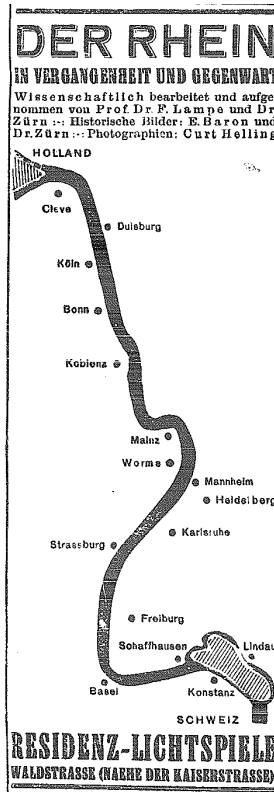 DER RHEIN
IN VERGANGENHEIT UND GEGENWART
Wissenschaftlich bearbeitet und aufge
nommen von Prof. Dr. F. Lampe und Dr.
Zürn :-: Historische Bilder: E. Baron und
Dr. Zürn :-: Photographien: Curt Helling
HOLLAND
Cleve
Duisburg
Köln
Bonn
Koblenz
Mainz
Worms
Mannheim
Heidelberg
Karlsruhe
Strassburg
Freiburg
Schaffhausen
Lindau
Basel
Konstanz
SCHWEIZ
RESIDENZ-LICHTSPIELE
WALDSTRASSE (NAEHE DER KAISERSTRASSE)